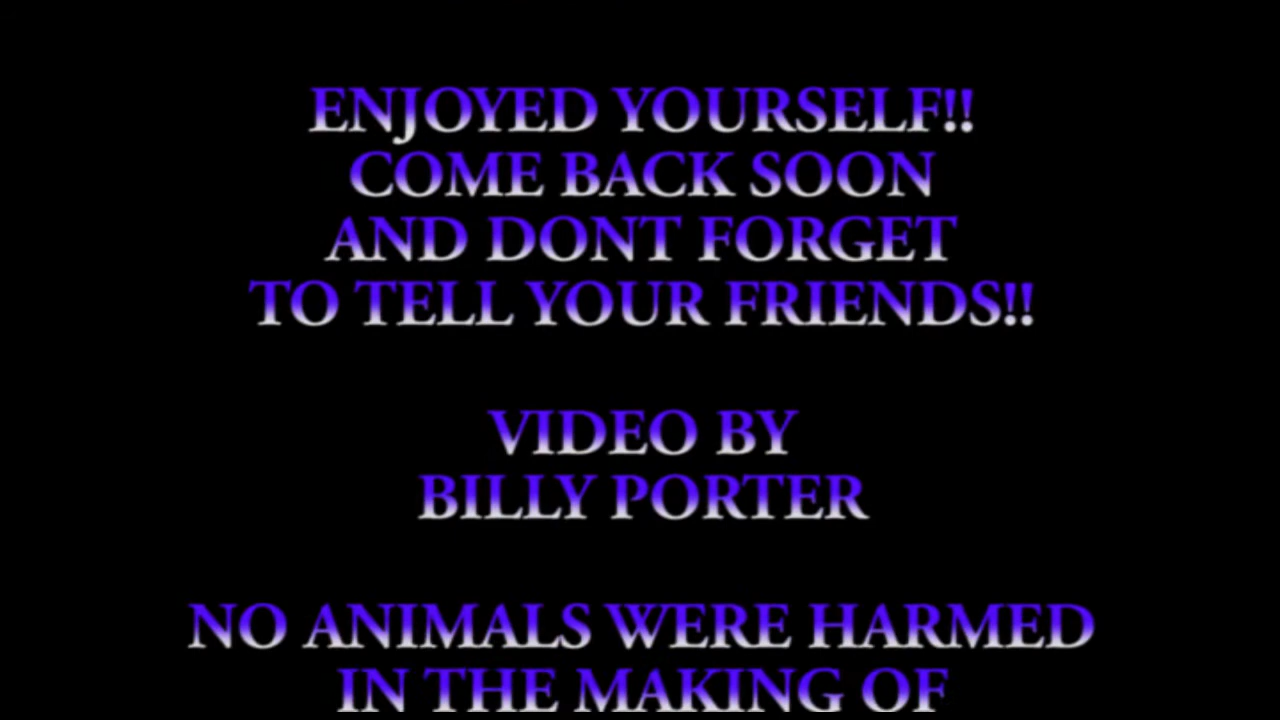 ENJOYED YOURSELF!!
COME BACK SOON
AND DONT FORGET
TO TELL YOUR FRIENDS!!
VIDEO BY
BILLY PORTER
NO ANIMALS WERE HARMED
IN THE MAKING OF